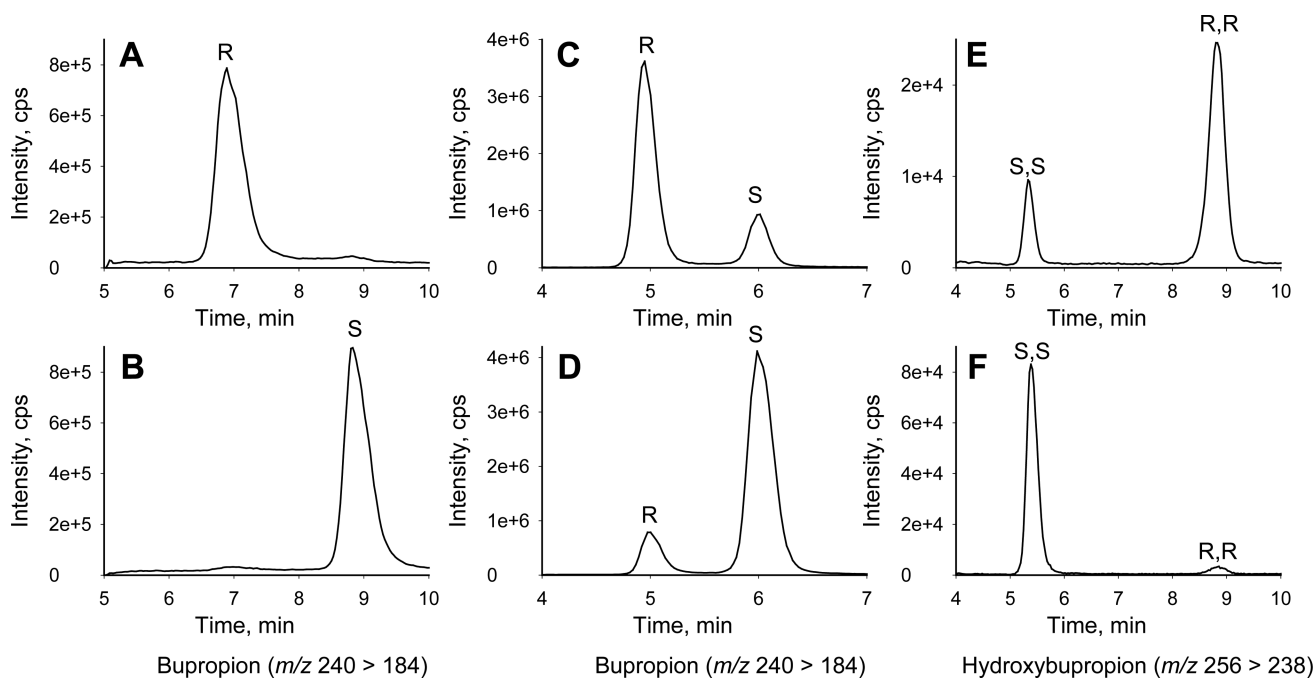 A
R
Intensity, cps
8e+5
6e+5
4e+5
2e+5
0
5 6 7 8 9 10
Time, min
C
R
S
Intensity, cps
4e+6
3e+6
2e+6
1e+6
0
4 5 6 7
Time, min
E
R,R
S,S
Intensity, cps
2e+4
1e+4
0
4 5 6 7 8 9 10
Time, min
B
S
Intensity, cps
8e+5
6e+5
4e+5
2e+5
0
5 6 7 8 9 10
Time, min
D
S
R
Intensity, cps
4e+6
3e+6
2e+6
1e+6
0
4 5 6 7
Time, min
F
S,S
R,R
Intensity, cps
8e+4
6e+4
4e+4
2e+4
0
4 5 6 7 8 9 10
Time, min
Bupropion (m/z 240 > 184)
Bupropion (m/z 240 > 184)
Hydroxybupropion (m/z 256 > 238)